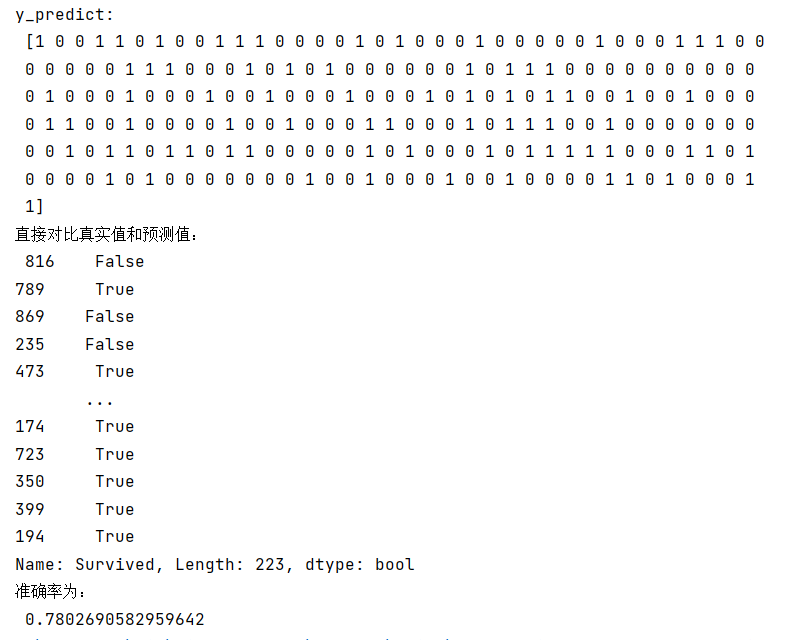 y_predict:
[1 0 0 1 1 0 1 0 0 1 1 1 0 0 0 0 1 0 1 0 0 0 1 0 0 0 0 0 1 0 0 0 1 1 1 0 0
0 0 0 0 0 1 1 1 0 0 0 1 0 1 0 1 0 0 0 0 0 0 1 0 1 1 1 0 0 0 0 0 0 0 0 0 0
0 1 0 0 0 1 0 0 0 1 0 0 1 0 0 0 1 0 0 0 1 0 1 0 1 0 1 1 0 0 1 0 0 1 0 0 0
0 1 1 0 0 1 0 0 0 0 1 0 0 1 0 0 0 1 1 0 0 0 1 0 1 1 1 0 0 1 0 0 0 0 0 0 0
0 0 1 0 1 1 0 1 1 0 1 1 0 0 0 0 0 1 0 1 0 0 0 1 0 1 1 1 1 1 0 0 0 1 1 0 1
0 0 0 0 1 0 1 0 0 0 0 0 0 0 1 0 0 1 0 0 0 1 0 0 1 0 0 0 0 1 1 0 1 0 0 0 1
1]
直接对比真实值和预测值:
816 False
789 True
869 False
235 False
473 True
...
174 True
723 True
350 True
399 True
194 True
Name: Survived, Length: 223, dtype: bool
准确率为:
0.7802690582959642